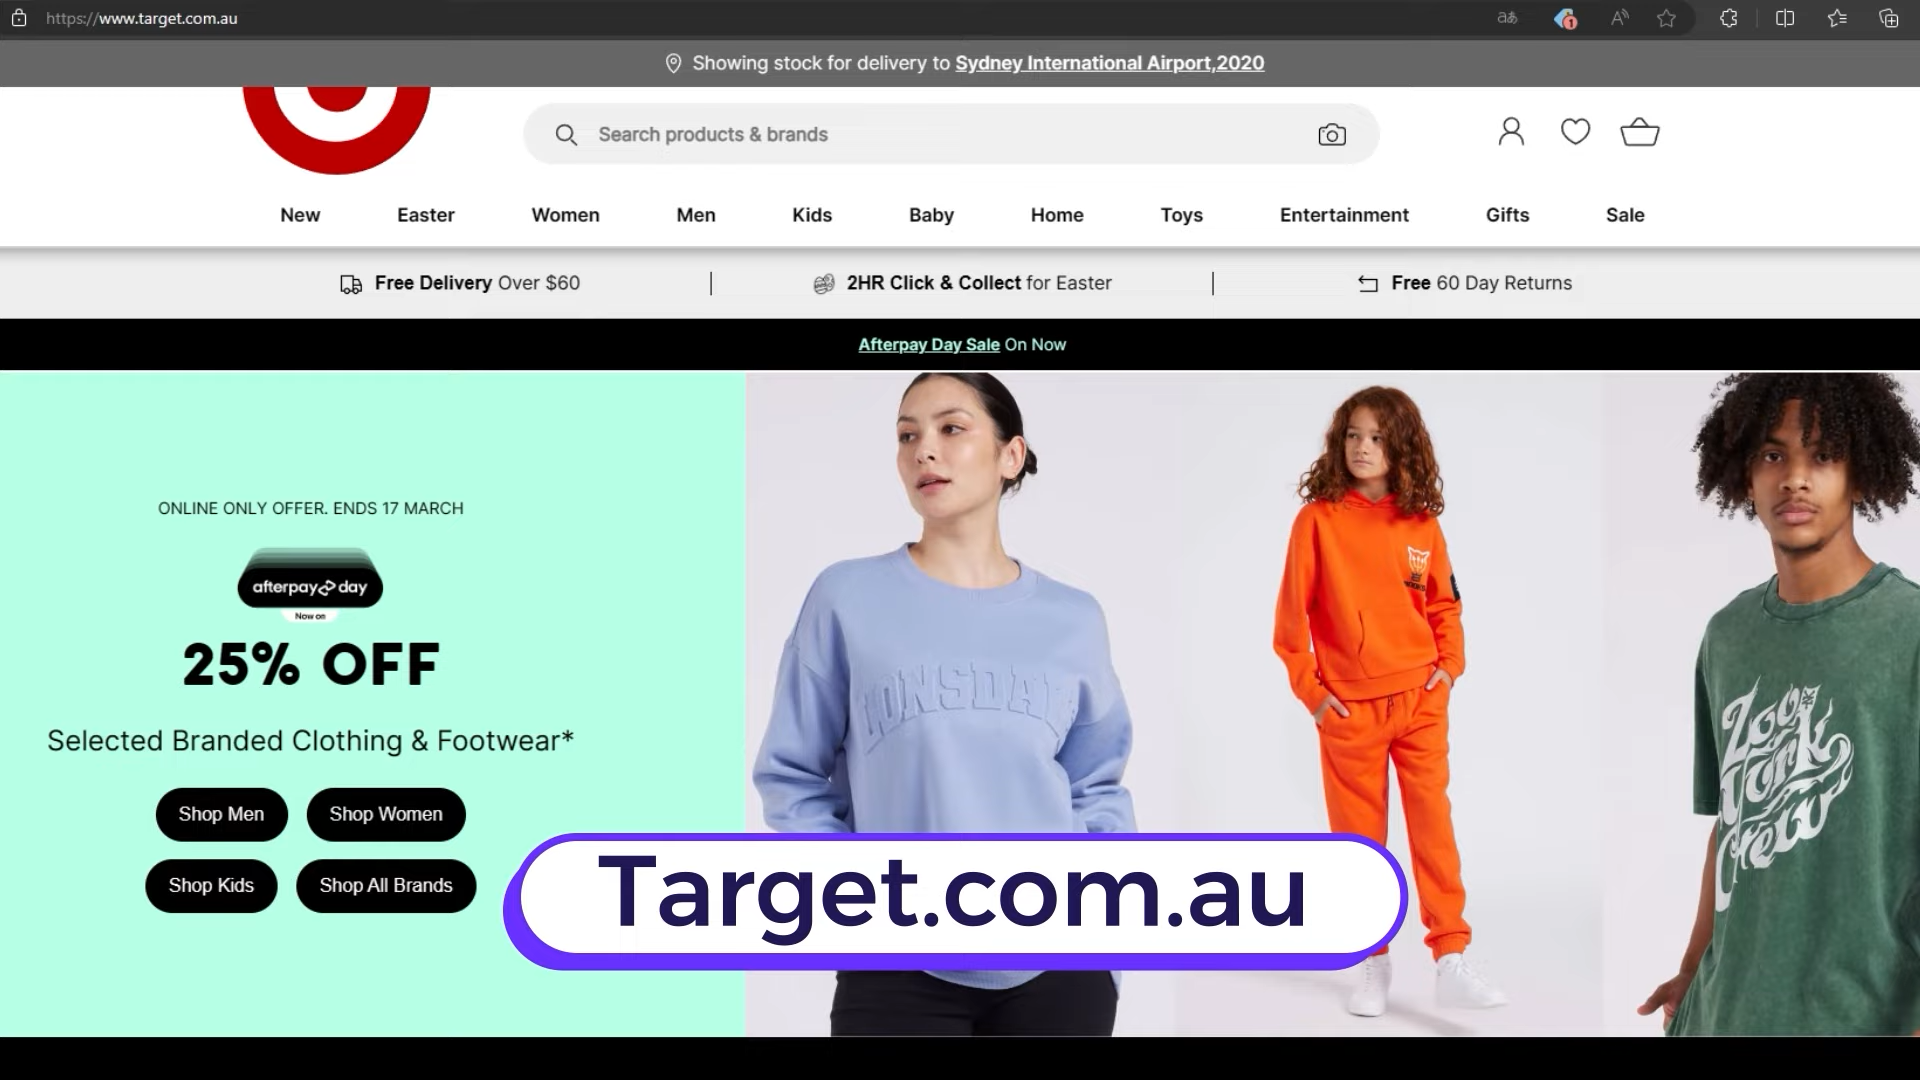 https://www.target.com.au
1
Showing stock for delivery to Sydney International Airport,2020
Search products & brands
New Easter Women Men Kids Baby Home Toys Entertainment Gifts Sale
Free Delivery Over $60 2HR Click & Collect for Easter Free 60 Day Returns
Afterpay Day Sale On Now
ONLINE ONLY OFFER. ENDS 17 MARCH
afterpay day
Now on
25% OFF
Selected Branded Clothing & Footwear*
Shop Men Shop Women
Shop Kids Shop All Brands
LONSDAL
Zoo
York
Crew
Target.com.au